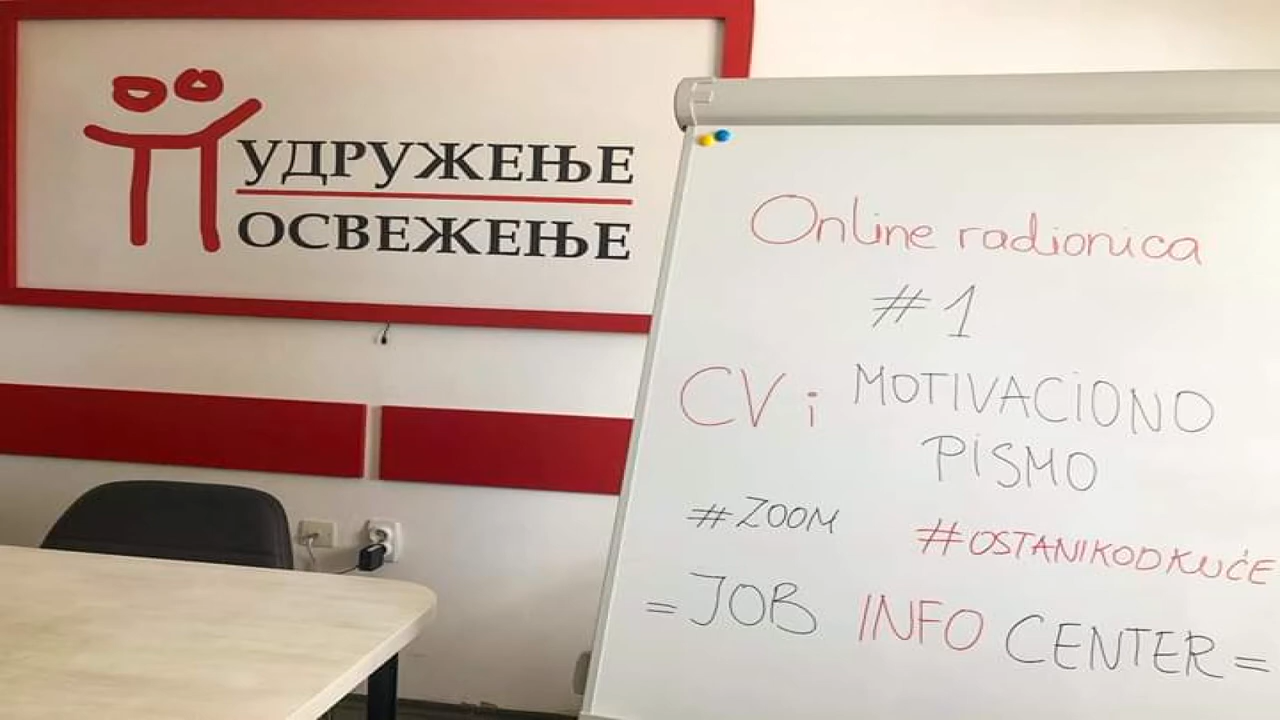 УДРУЖЕЊЕ
ОСВЕЖЕЊЕ
Online radionica
#1
CV i MOTIVACIONO
PISMO
#ZOOM #OSTANIKODKUĆE
=JOB INFO CENTER=